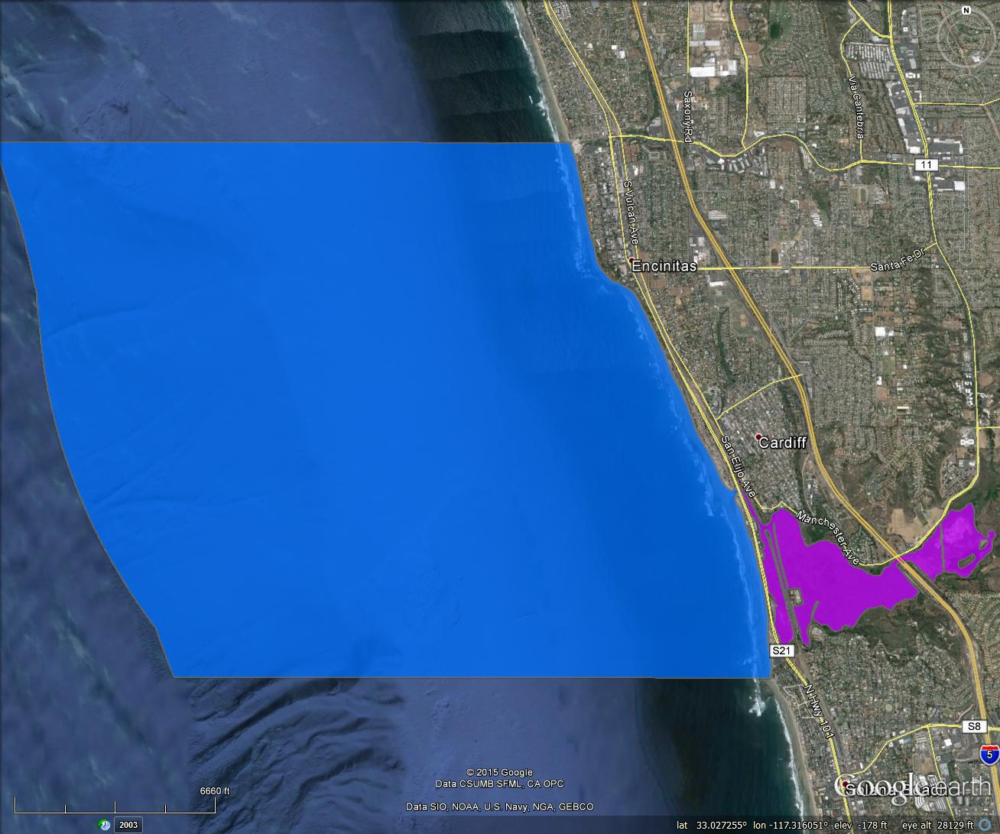 N
Saxony Rd
Via Cantebria
11
S Vulcan Ave
Encinitas
Santa Fe Dr
Cardiff
San Elijo Ave
Manchester Ave
S21
N Hwy 101
S8
5
6660 ft
© 2015 Google
Data CSUMB SFML, CA OPC
Google earth
Solana Beach
Data SIO, NOAA, U.S. Navy, NGA, GEBCO
2003
lat 33.027255° lon -117.316051° elev -178 ft eye alt 28129 ft